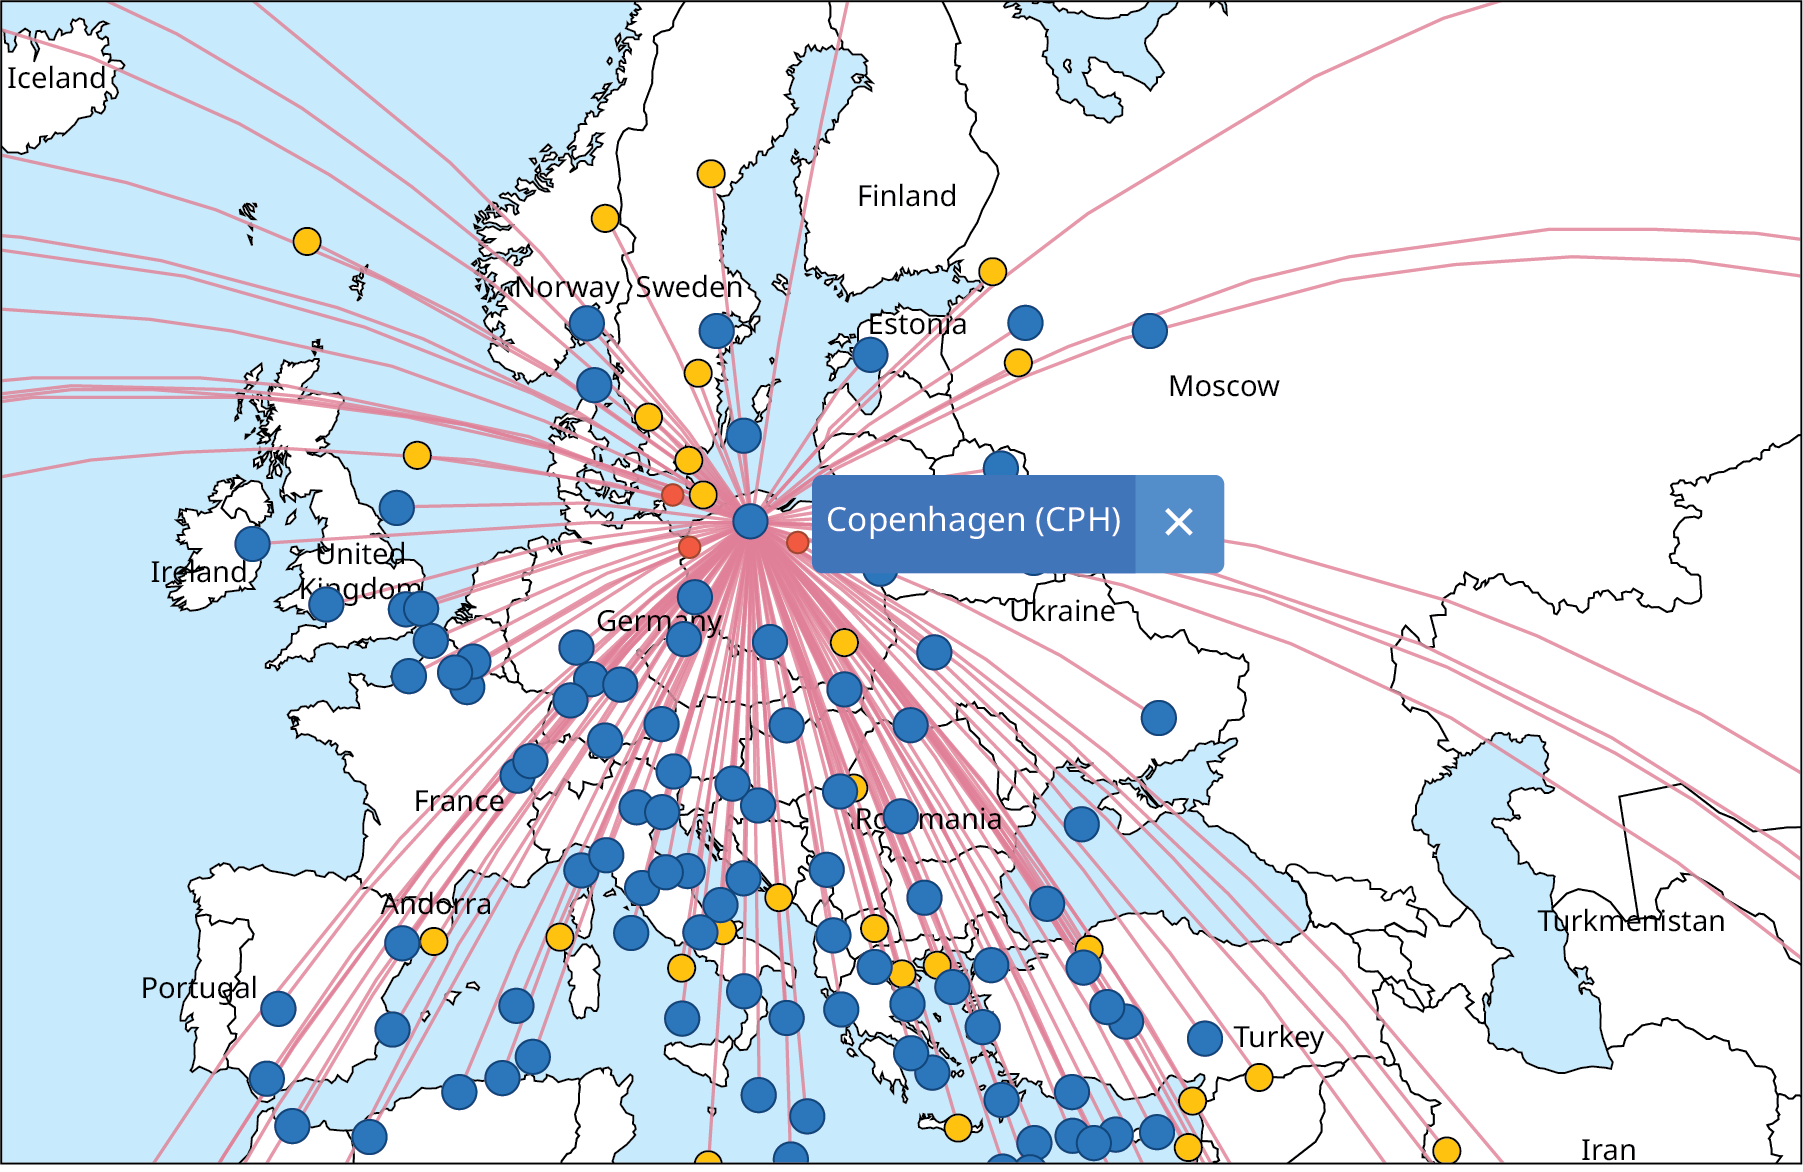 Iceland
Finland
Norway
Sweden
Estonia
Moscow
Copenhagen (CPH) ×
United
Kingdom
Ireland
Germany
Ukraine
France
Romania
Andorra
Turkmenistan
Portugal
Turkey
Iran